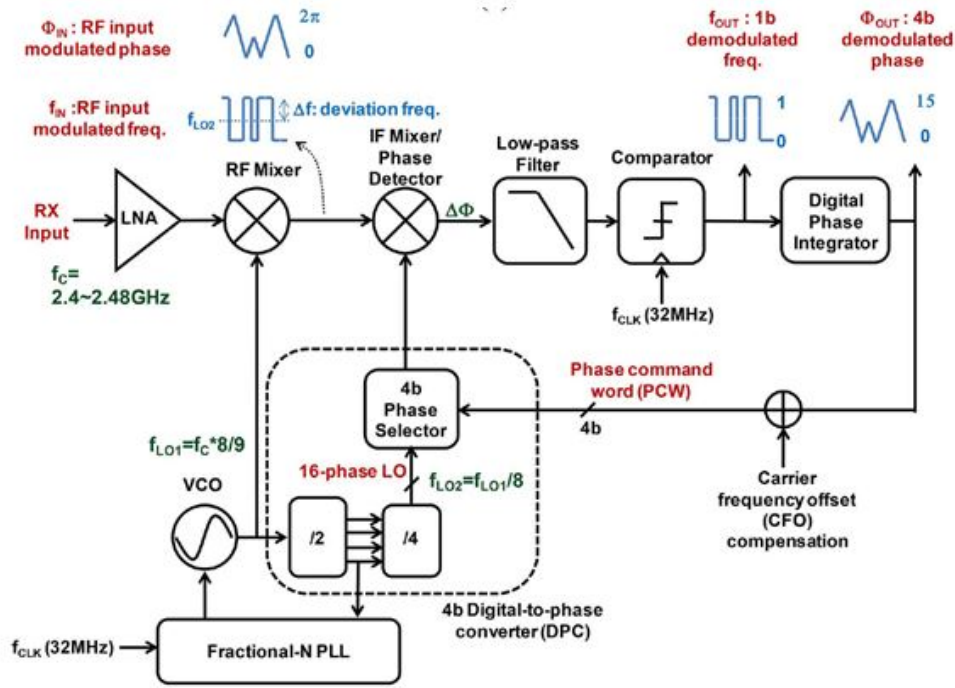 Φ_IN : RF input
modulated phase
2π
0
f_OUT : 1b
demodulated
freq.
Φ_OUT : 4b
demodulated
phase
f_IN :RF input
modulated freq.
f_LO2
Δf: deviation freq.
1
0
15
0
RF Mixer
IF Mixer/
Phase
Detector
Low-pass
Filter
Comparator
RX
Input
LNA
ΔΦ
Digital
Phase
Integrator
f_C=
2.4~2.48GHz
f_CLK (32MHz)
4b
Phase
Selector
Phase command
word (PCW)
4b
f_LO1=f_C*8/9
16-phase LO
f_LO2=f_LO1/8
VCO
/2
/4
Carrier
frequency offset
(CFO)
compensation
4b Digital-to-phase
converter (DPC)
f_CLK (32MHz)
Fractional-N PLL